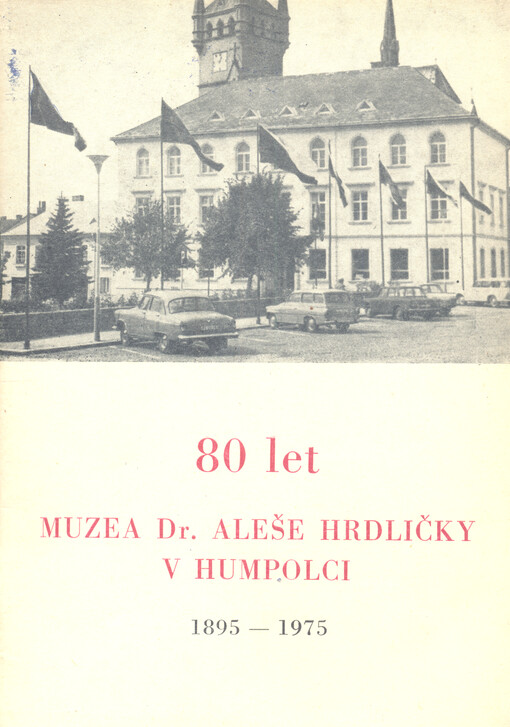 80 let
MUZEA Dr. ALEŠE HRDLIČKY
V HUMPOLCI
1895 — 1975